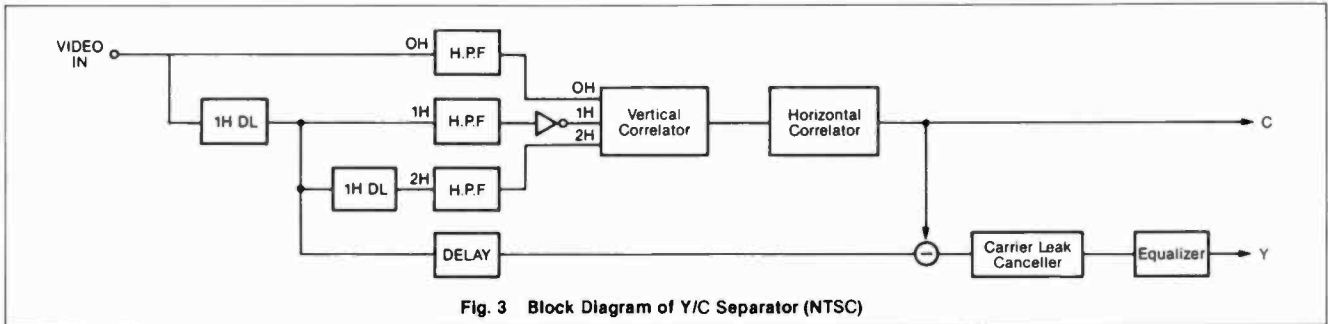 VIDEO
IN
OH
H.P.F
OH
1H DL
1H
H.P.F
1H
2H
Vertical
Correlator
Horizontal
Correlator
C
1H DL
2H
H.P.F
DELAY
Carrier Leak
Canceller
Equalizer
Y
Fig. 3 Block Diagram of Y/C Separator (NTSC)